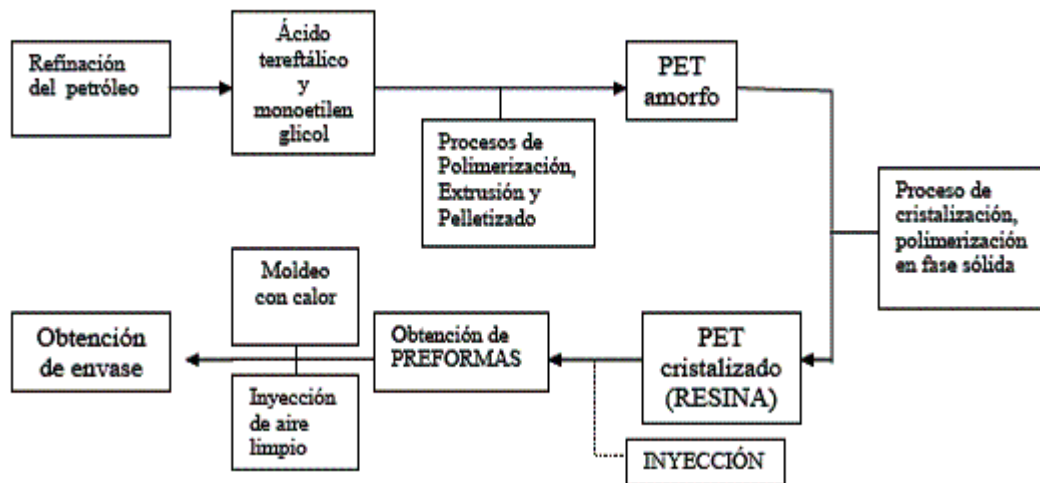 Refinación
del petróleo
Ácido
tereftálico
y
monoetilen
glicol
PET
amorfo
Procesos de
Polimerización,
Extrusión y
Pelletizado
Proceso de
cristalización,
polimerización
en fase sólida
Moldeo
con calor
Obtención
de envase
Obtención de
PREFORMAS
PET
cristalizado
(RESINA)
Inyección
de aire
limpio
INYECCIÓN